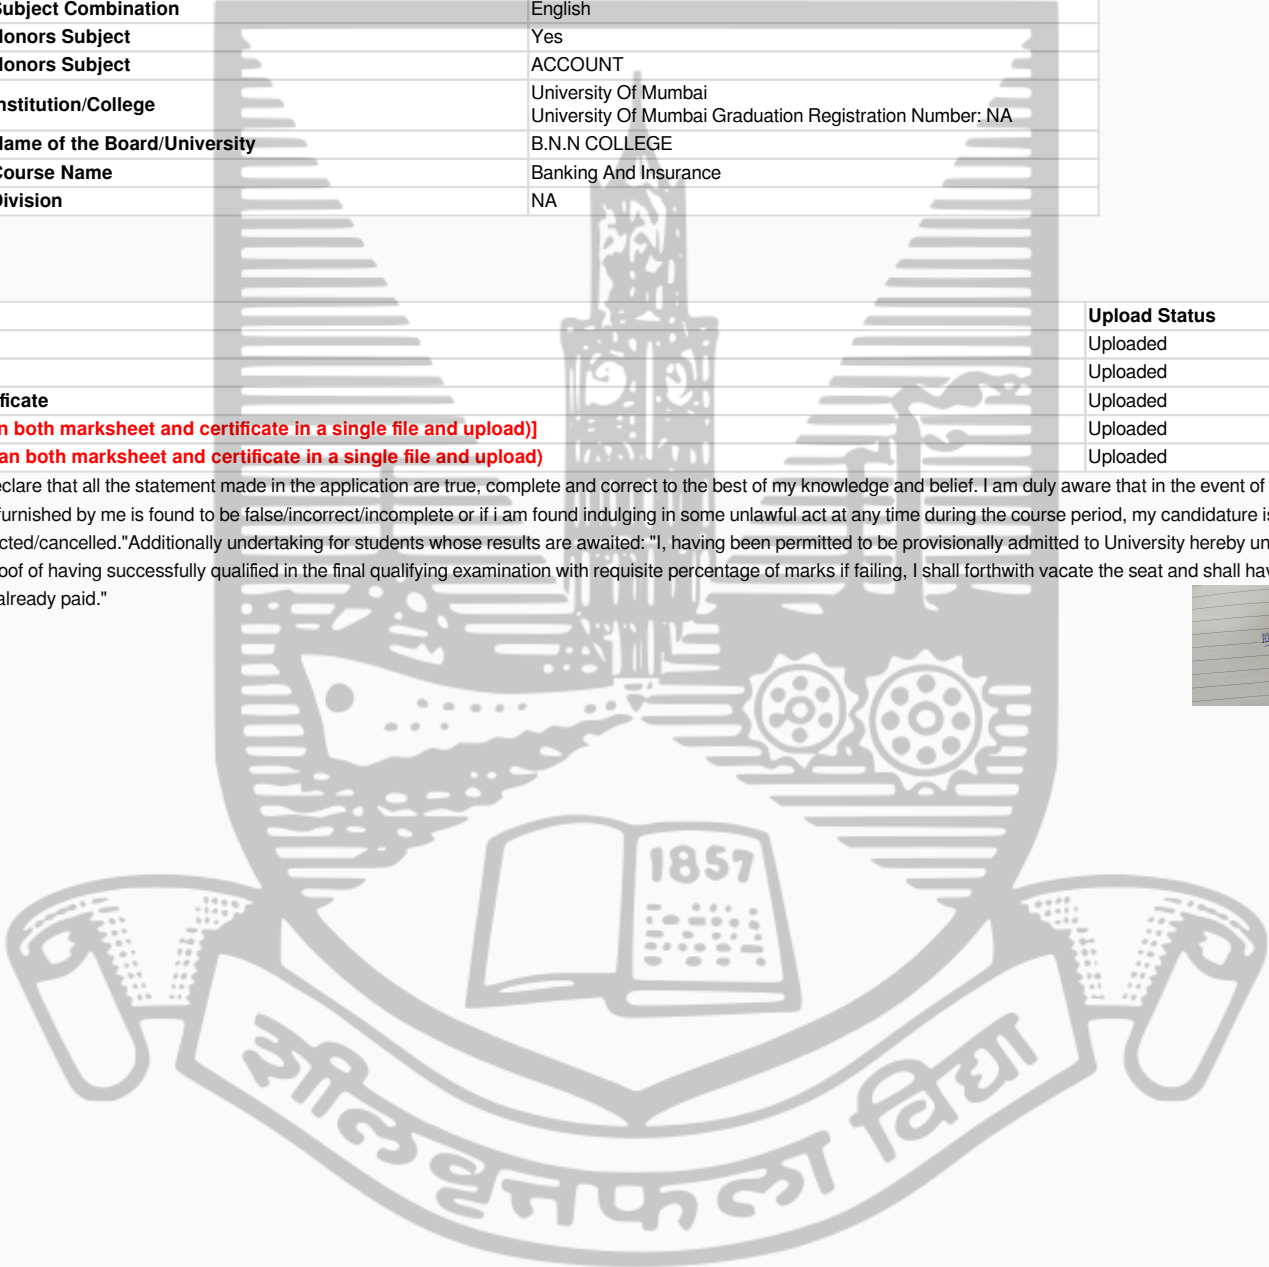 Subject Combination English
Honors Subject Yes
Honors Subject ACCOUNT
Institution/College University Of Mumbai
University Of Mumbai Graduation Registration Number: NA
Name of the Board/University B.N.N COLLEGE
Course Name Banking And Insurance
Division NA
Upload Status
Uploaded
Uploaded
ficate Uploaded
n both marksheet and certificate in a single file and upload)] Uploaded
an both marksheet and certificate in a single file and upload) Uploaded
eclare that all the statement made in the application are true, complete and correct to the best of my knowledge and belief. I am duly aware that in the event of
furnished by me is found to be false/incorrect/incomplete or if i am found indulging in some unlawful act at any time during the course period, my candidature is
cted/cancelled."Additionally undertaking for students whose results are awaited: "I, having been permitted to be provisionally admitted to University hereby un
oof of having successfully qualified in the final qualifying examination with requisite percentage of marks if failing, I shall forthwith vacate the seat and shall hav
already paid."
1857
शीलवृत्तफला विद्या